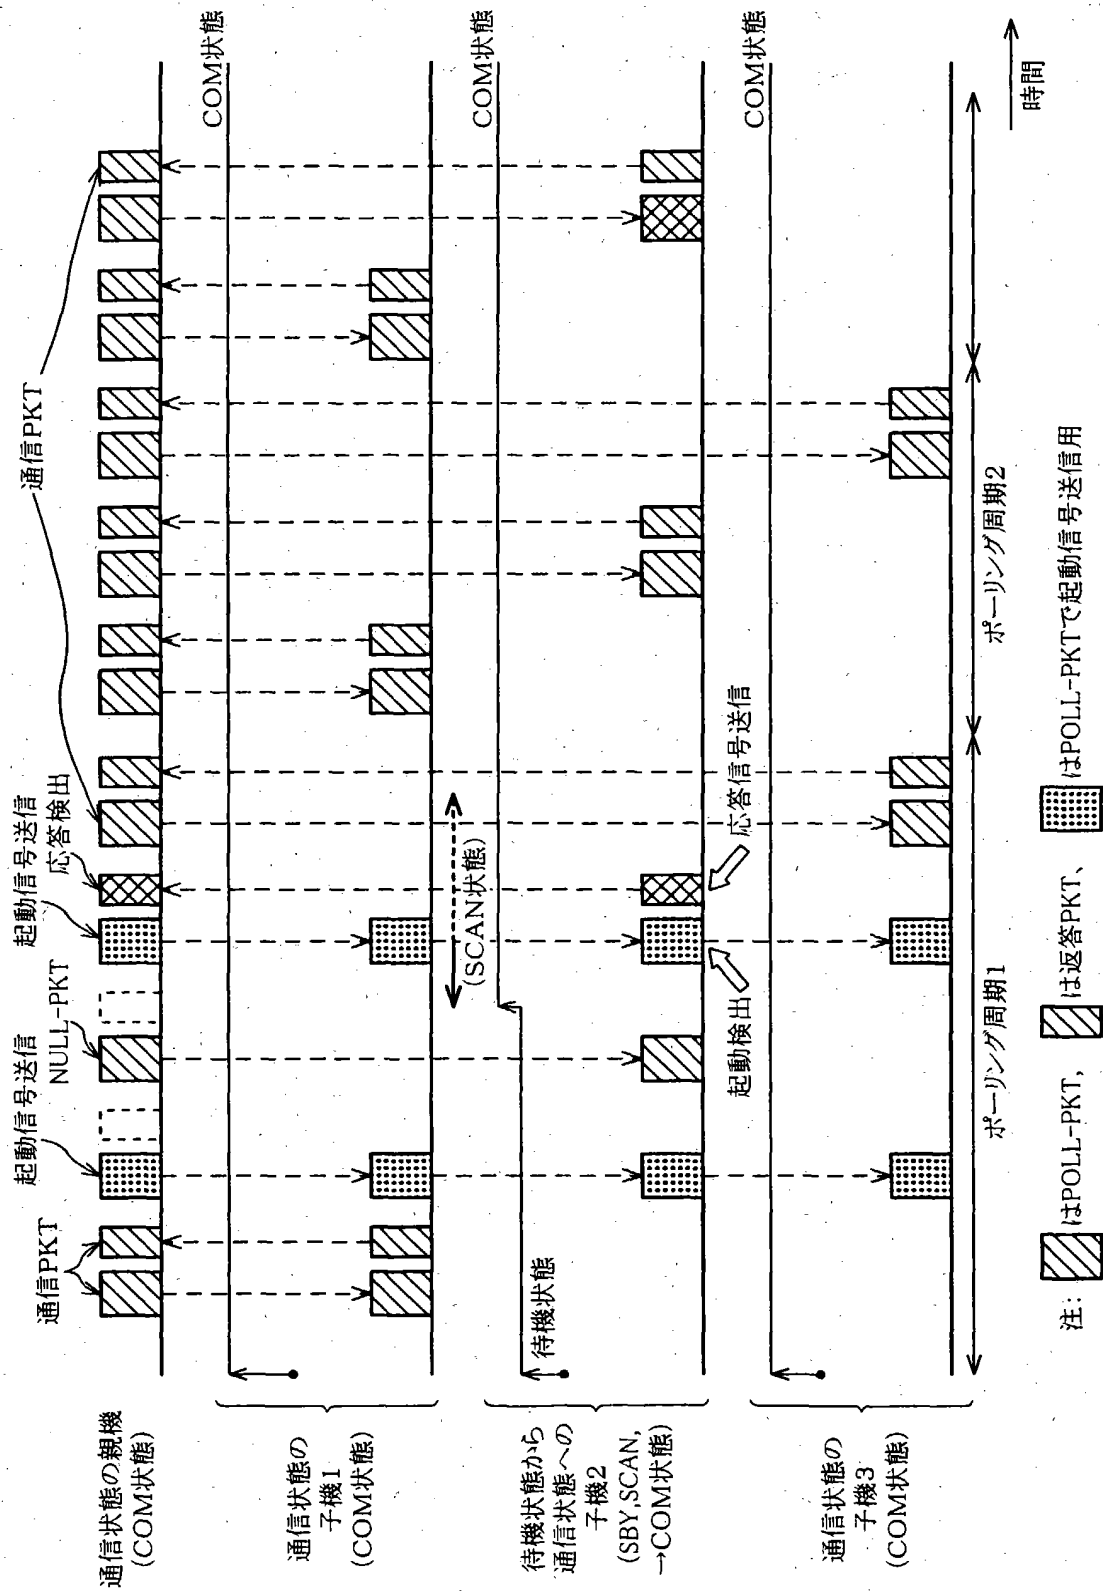 通信状態の親機
(COM状態)
通信PKT
起動信号送信
NULL-PKT
起動信号送信
応答検出
通信PKT
COM状態
通信状態の
子機1
(COM状態)
(SCAN状態)
COM状態
待機状態
待機状態から
通信状態への
子機2
(SBY,SCAN,
→COM状態)
起動検出
応答信号送信
COM状態
通信状態の
子機3
(COM状態)
ポーリング周期1
ポーリング周期2
時間
注: はPOLL-PKT、 は返答PKT、 はPOLL-PKTで起動信号送信用